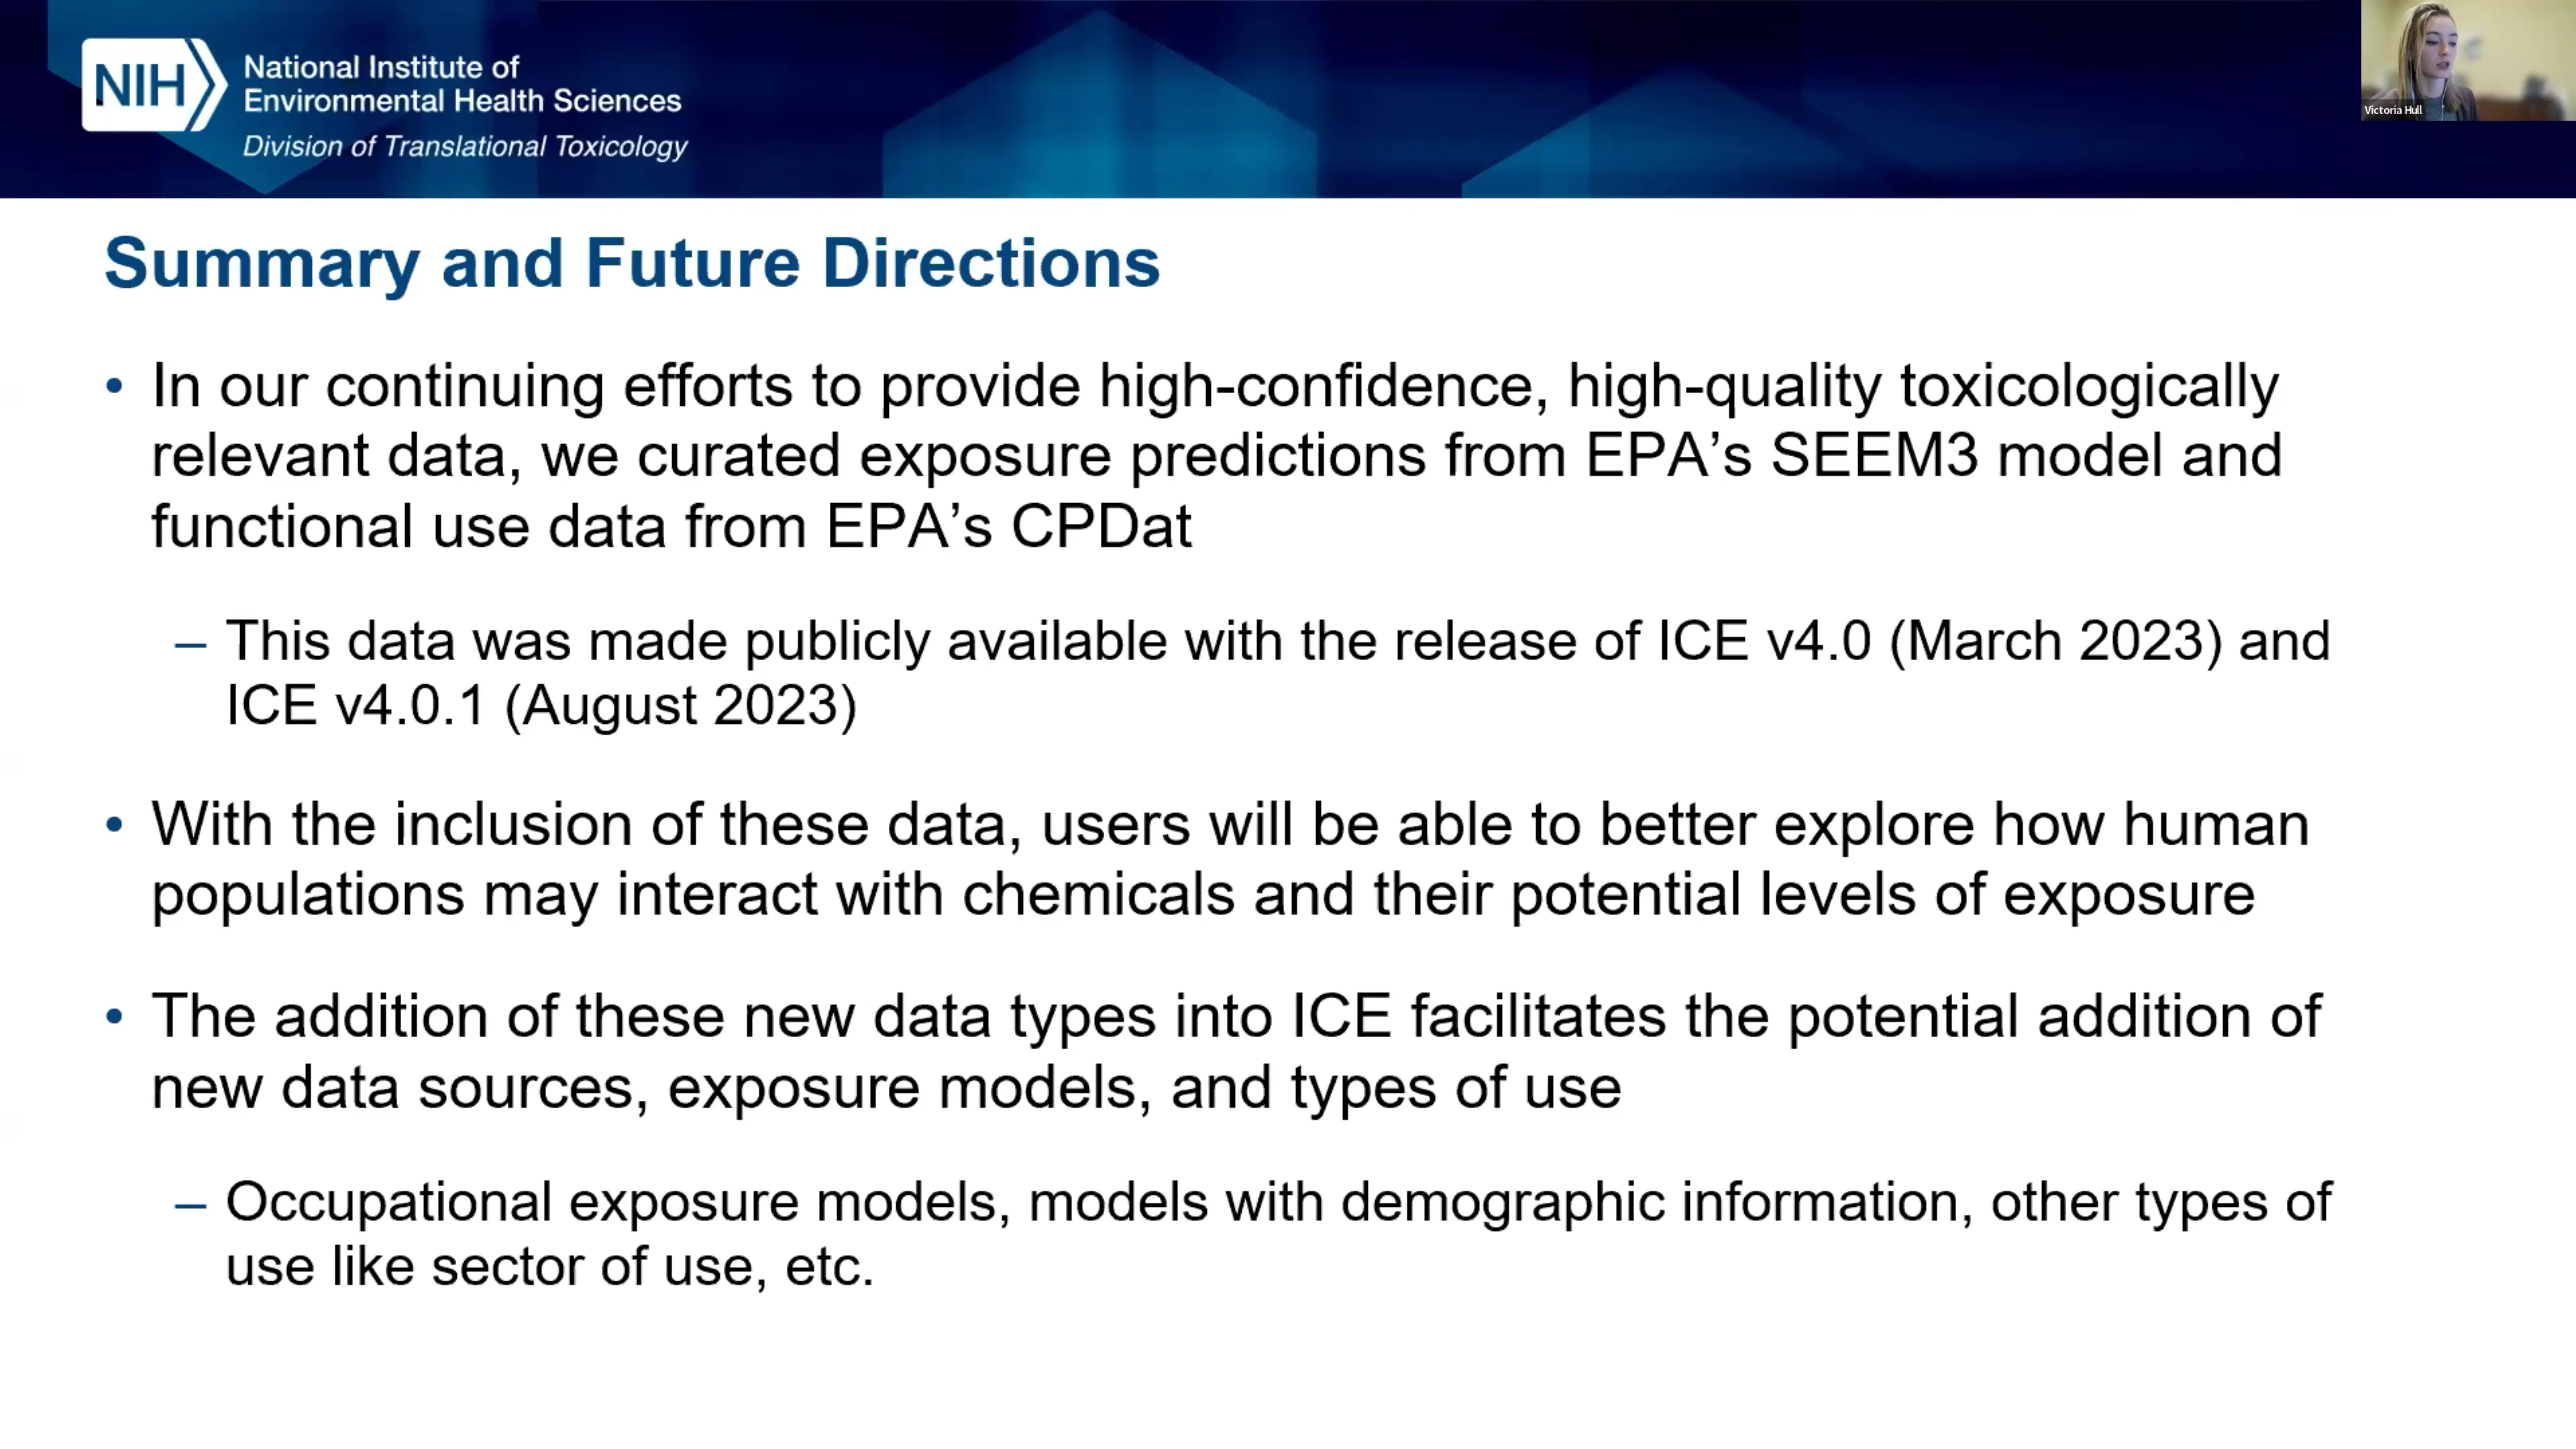 NIH
National Institute of
Environmental Health Sciences
Division of Translational Toxicology
Victoria Hull
Summary and Future Directions
• In our continuing efforts to provide high-confidence, high-quality toxicologically
relevant data, we curated exposure predictions from EPA’s SEEM3 model and
functional use data from EPA’s CPDat
– This data was made publicly available with the release of ICE v4.0 (March 2023) and
ICE v4.0.1 (August 2023)
• With the inclusion of these data, users will be able to better explore how human
populations may interact with chemicals and their potential levels of exposure
• The addition of these new data types into ICE facilitates the potential addition of
new data sources, exposure models, and types of use
– Occupational exposure models, models with demographic information, other types of
use like sector of use, etc.